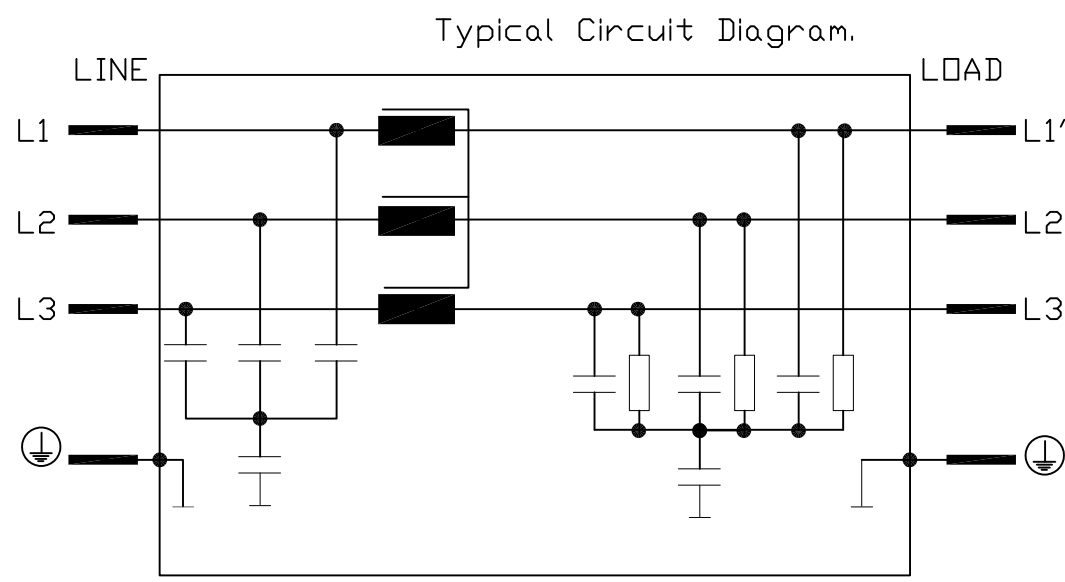 Typical Circuit Diagram.
LINE
LOAD
L1
L1'
L2
L2
L3
L3